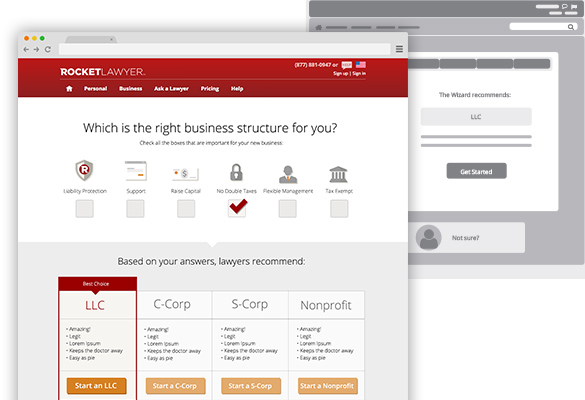 ROCKETLAWYER
(877) 881-0947 or
Sign up | Sign in
Personal Business Ask a Lawyer Pricing Help
Which is the right business structure for you?
Check all the boxes that are important for your new business:
Liability Protection Support Raise Capital No Double Taxes Flexible Management Tax Exempt
Based on your answers, lawyers recommend:
Best Choice
LLC C-Corp S-Corp Nonprofit
• Amazing! • Amazing! • Amazing! • Amazing!
• Legit • Legit • Legit • Legit
• Lorem Ipsum • Lorem Ipsum • Lorem Ipsum • Lorem Ipsum
• Keeps the doctor away • Keeps the doctor away • Keeps the doctor away • Keeps the doctor away
• Easy as pie • Easy as pie • Easy as pie • Easy as pie
Start an LLC Start a C-Corp Start a S-Corp Start a Nonprofit
The Wizard recommends:
LLC
Get Started
Not sure?